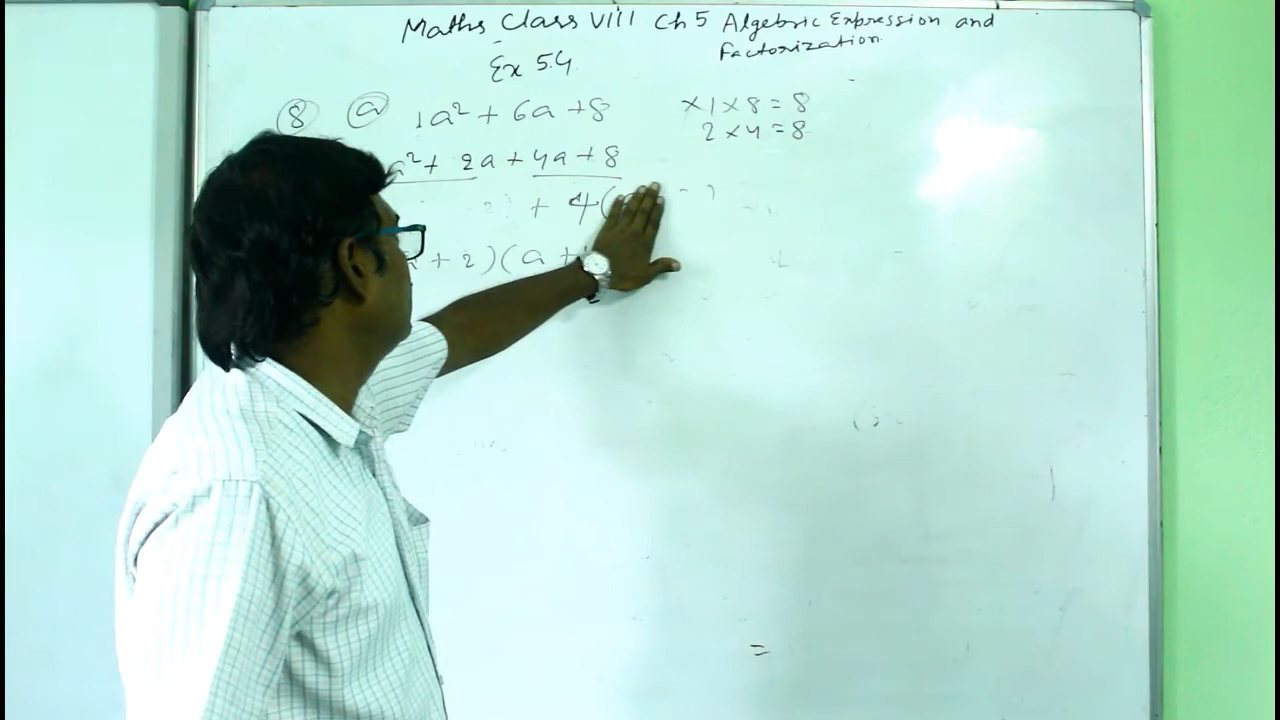 Maths Class VIII Ch 5 Algebric Expression and
Factorization
Ex 5.4
8 a 1a² + 6a + 8
× 1 × 8 = 8
2 × 4 = 8
a² + 2a + 4a + 8
+ 4(
+ 2)(a +
=